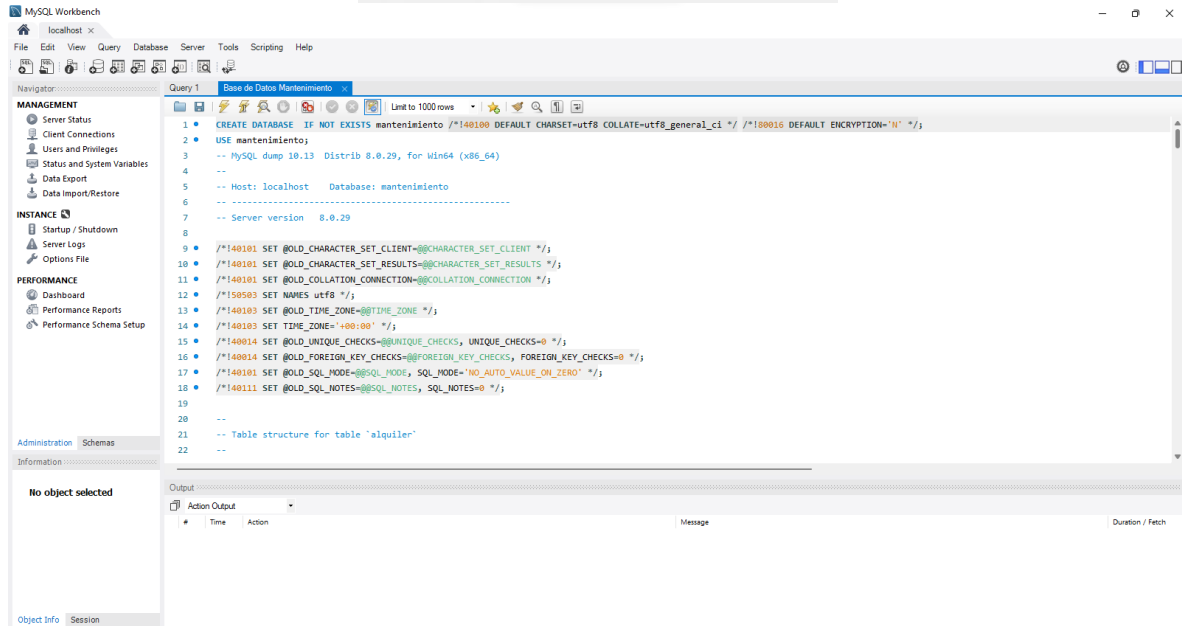 MySQL Workbench
localhost ×
File Edit View Query Database Server Tools Scripting Help
Navigator
MANAGEMENT
Server Status
Client Connections
Users and Privileges
Status and System Variables
Data Export
Data Import/Restore
INSTANCE
Startup / Shutdown
Server Logs
Options File
PERFORMANCE
Dashboard
Performance Reports
Performance Schema Setup
Administration Schemas
Information
No object selected
Object Info Session
Query 1 Base de Datos Mantenimiento ×
Limit to 1000 rows
1 CREATE DATABASE  IF NOT EXISTS mantenimiento /*!40100 DEFAULT CHARSET=utf8 COLLATE=utf8_general_ci */ /*!80016 DEFAULT ENCRYPTION='N' */;
2 USE mantenimiento;
3 -- MySQL dump 10.13  Distrib 8.0.29, for Win64 (x86_64)
4 --
5 -- Host: localhost    Database: mantenimiento
6 -- ------------------------------------------------------
7 -- Server version	8.0.29
8
9 /*!40101 SET @OLD_CHARACTER_SET_CLIENT=@@CHARACTER_SET_CLIENT */;
10 /*!40101 SET @OLD_CHARACTER_SET_RESULTS=@@CHARACTER_SET_RESULTS */;
11 /*!40101 SET @OLD_COLLATION_CONNECTION=@@COLLATION_CONNECTION */;
12 /*!50503 SET NAMES utf8 */;
13 /*!40103 SET @OLD_TIME_ZONE=@@TIME_ZONE */;
14 /*!40103 SET TIME_ZONE='+00:00' */;
15 /*!40014 SET @OLD_UNIQUE_CHECKS=@@UNIQUE_CHECKS, UNIQUE_CHECKS=0 */;
16 /*!40014 SET @OLD_FOREIGN_KEY_CHECKS=@@FOREIGN_KEY_CHECKS, FOREIGN_KEY_CHECKS=0 */;
17 /*!40101 SET @OLD_SQL_MODE=@@SQL_MODE, SQL_MODE='NO_AUTO_VALUE_ON_ZERO' */;
18 /*!40111 SET @OLD_SQL_NOTES=@@SQL_NOTES, SQL_NOTES=0 */;
19
20 --
21 -- Table structure for table `alquiler`
22 --
Output
Action Output
# Time Action Message Duration / Fetch